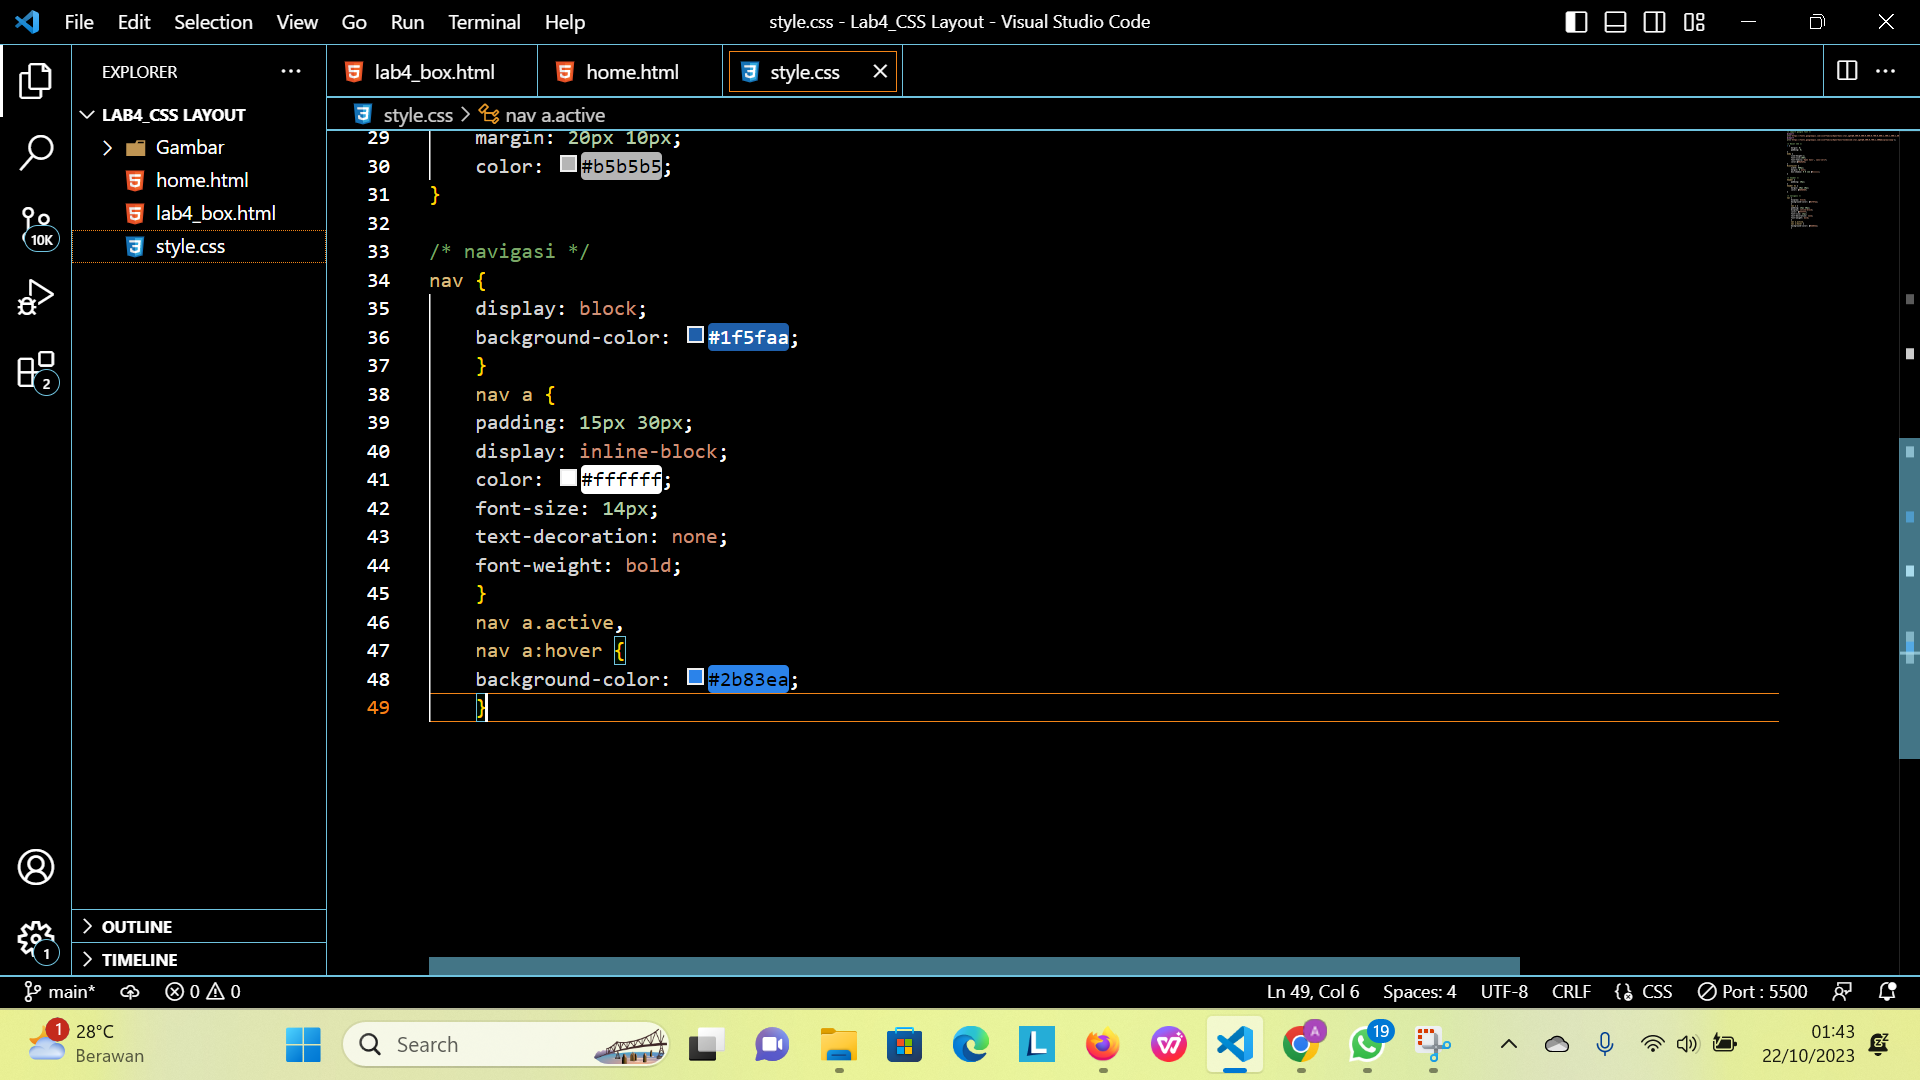 File Edit Selection View Go Run Terminal Help
style.css - Lab4_CSS Layout - Visual Studio Code
EXPLORER
LAB4_CSS LAYOUT
Gambar
home.html
lab4_box.html
style.css
10K
2
lab4_box.html
home.html
style.css
style.css > nav a.active
29 margin: 20px 10px;
30 color: #b5b5b5;
31 }
32
33 /* navigasi */
34 nav {
35 display: block;
36 background-color: #1f5faa;
37 }
38 nav a {
39 padding: 15px 30px;
40 display: inline-block;
41 color: #ffffff;
42 font-size: 14px;
43 text-decoration: none;
44 font-weight: bold;
45 }
46 nav a.active,
47 nav a:hover {
48 background-color: #2b83ea;
49 }
OUTLINE
TIMELINE
1
main* 0 0
Ln 49, Col 6 Spaces: 4 UTF-8 CRLF CSS Port : 5500
1
28°C
Berawan
Search
L
A
19
01:43
22/10/2023